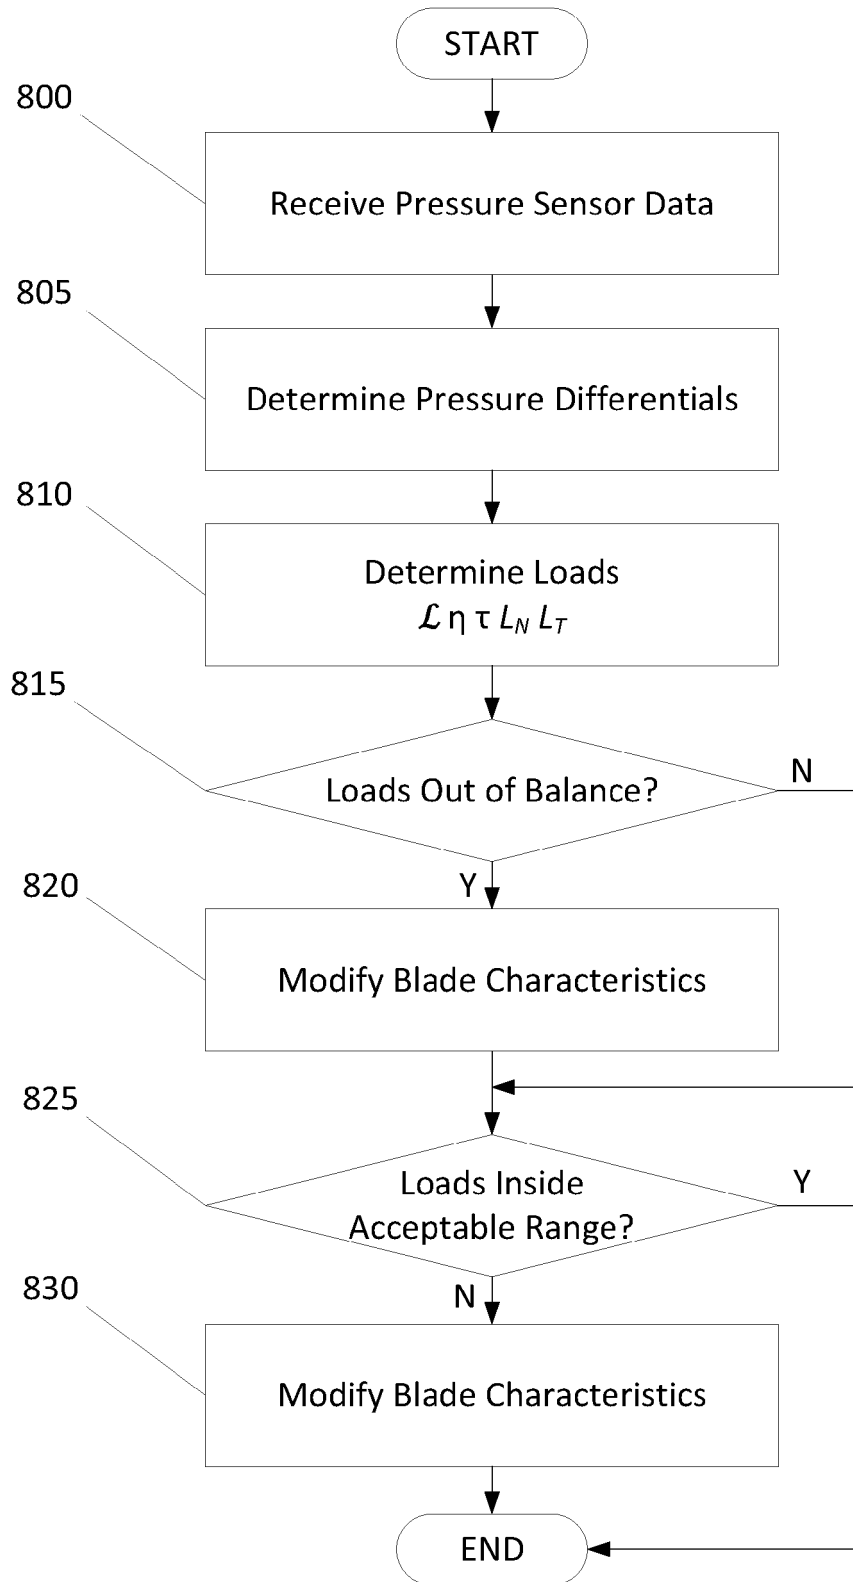 START
800
Receive Pressure Sensor Data
805
Determine Pressure Differentials
810
Determine Loads
ℒ η τ L_N L_T
815
Loads Out of Balance?
N
Y
820
Modify Blade Characteristics
825
Loads Inside
Acceptable Range?
Y
N
830
Modify Blade Characteristics
END